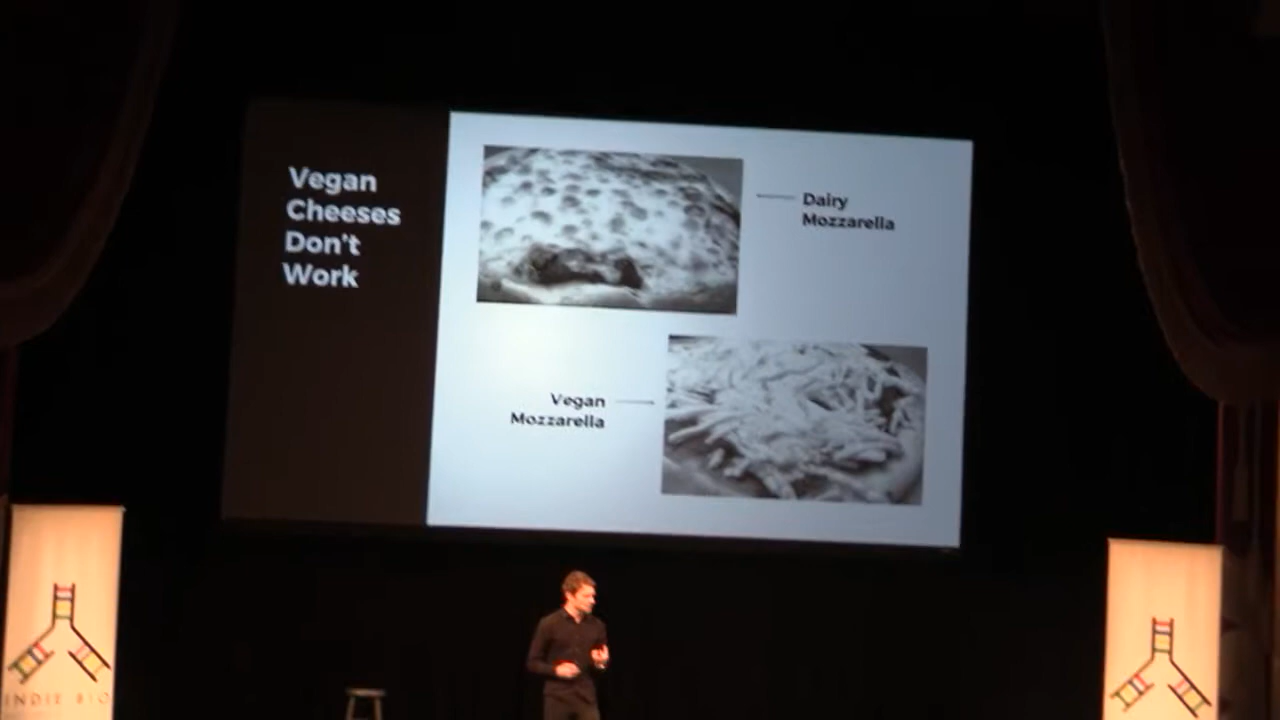 Vegan
Cheeses
Don't
Work
Dairy
Mozzarella
Vegan
Mozzarella
INDIE BIO